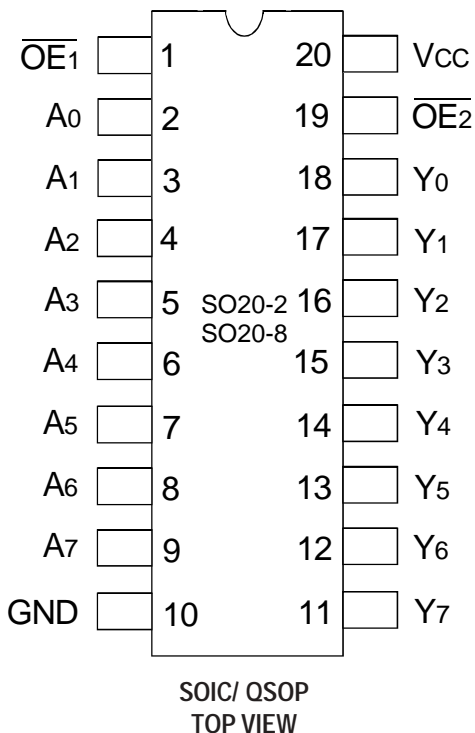 OE1 1 20 VCC
A0 2 19 OE2
A1 3 18 Y0
A2 4 17 Y1
A3 5 SO20-2 16 Y2
SO20-8
A4 6 15 Y3
A5 7 14 Y4
A6 8 13 Y5
A7 9 12 Y6
GND 10 11 Y7
SOIC/ QSOP
TOP VIEW